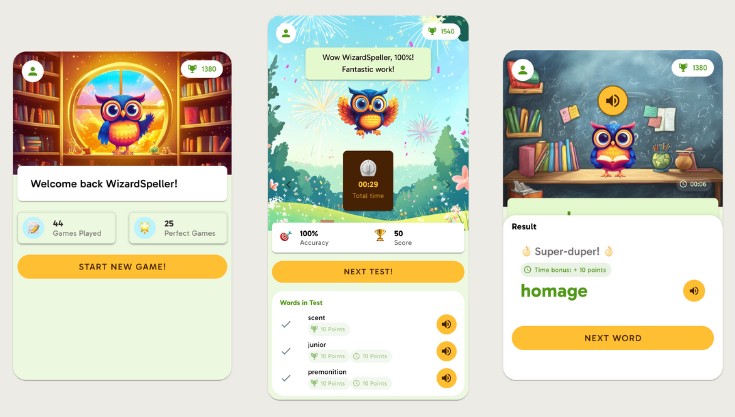 1380
Welcome back WizardSpeller!
44
Games Played
25
Perfect Games
START NEW GAME!
1540
Wow WizardSpeller, 100%!
Fantastic work!
00:29
Total time
100%
Accuracy
50
Score
NEXT TEST!
Words in Test
scent
10 Points
junior
10 Points 10 Points
premonition
10 Points 10 Points
1380
00:06
Result
👌 Super-duper! 👌
Time bonus: + 10 points
homage
NEXT WORD